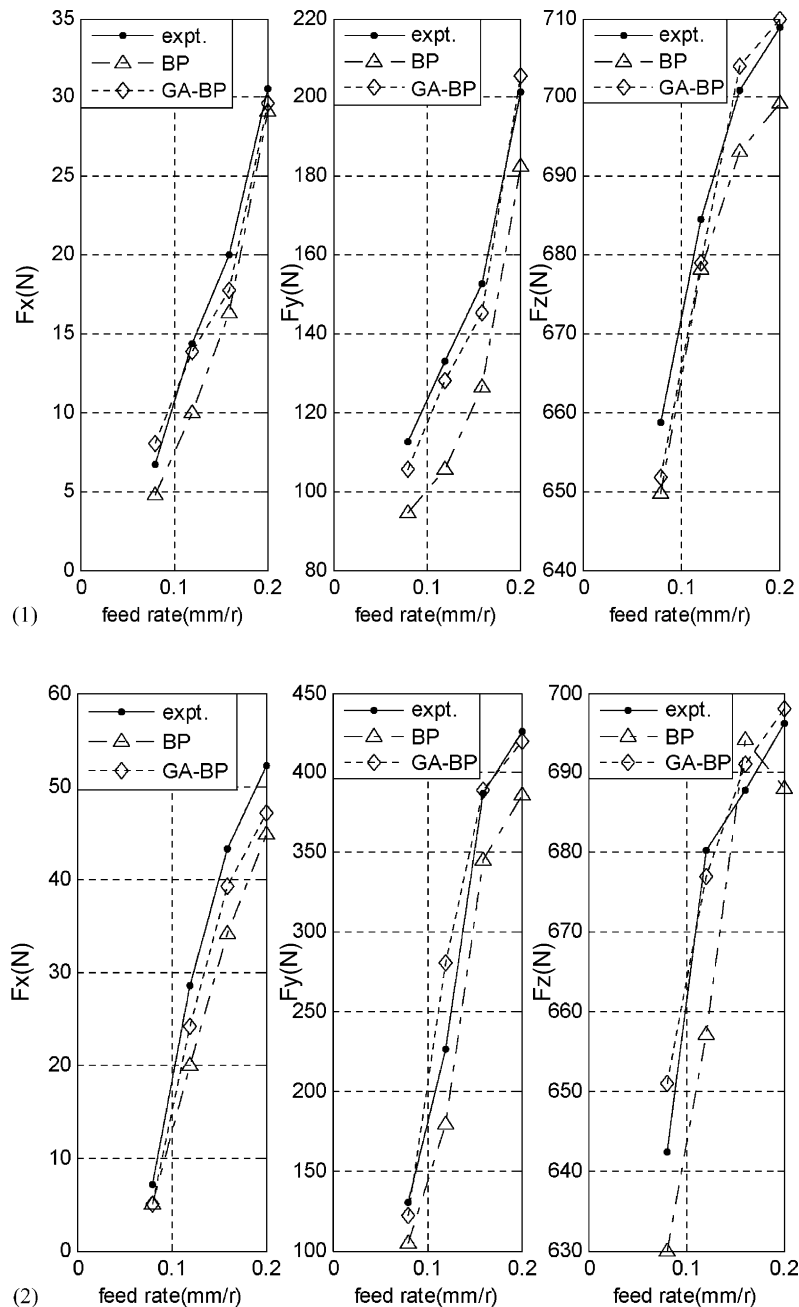 35
30
25
20
15
10
5
0
Fx(N)
expt.
BP
GA-BP
0
0.1
0.2
feed rate(mm/r)
220
200
180
160
140
120
100
80
Fy(N)
expt.
BP
GA-BP
0
0.1
0.2
feed rate(mm/r)
710
700
690
680
670
660
650
640
Fz(N)
expt.
BP
GA-BP
0
0.1
0.2
feed rate(mm/r)
(1)
60
50
40
30
20
10
0
Fx(N)
expt.
BP
GA-BP
0
0.1
0.2
feed rate(mm/r)
450
400
350
300
250
200
150
100
Fy(N)
expt.
BP
GA-BP
0
0.1
0.2
feed rate(mm/r)
700
690
680
670
660
650
640
630
Fz(N)
expt.
BP
GA-BP
0
0.1
0.2
feed rate(mm/r)
(2)